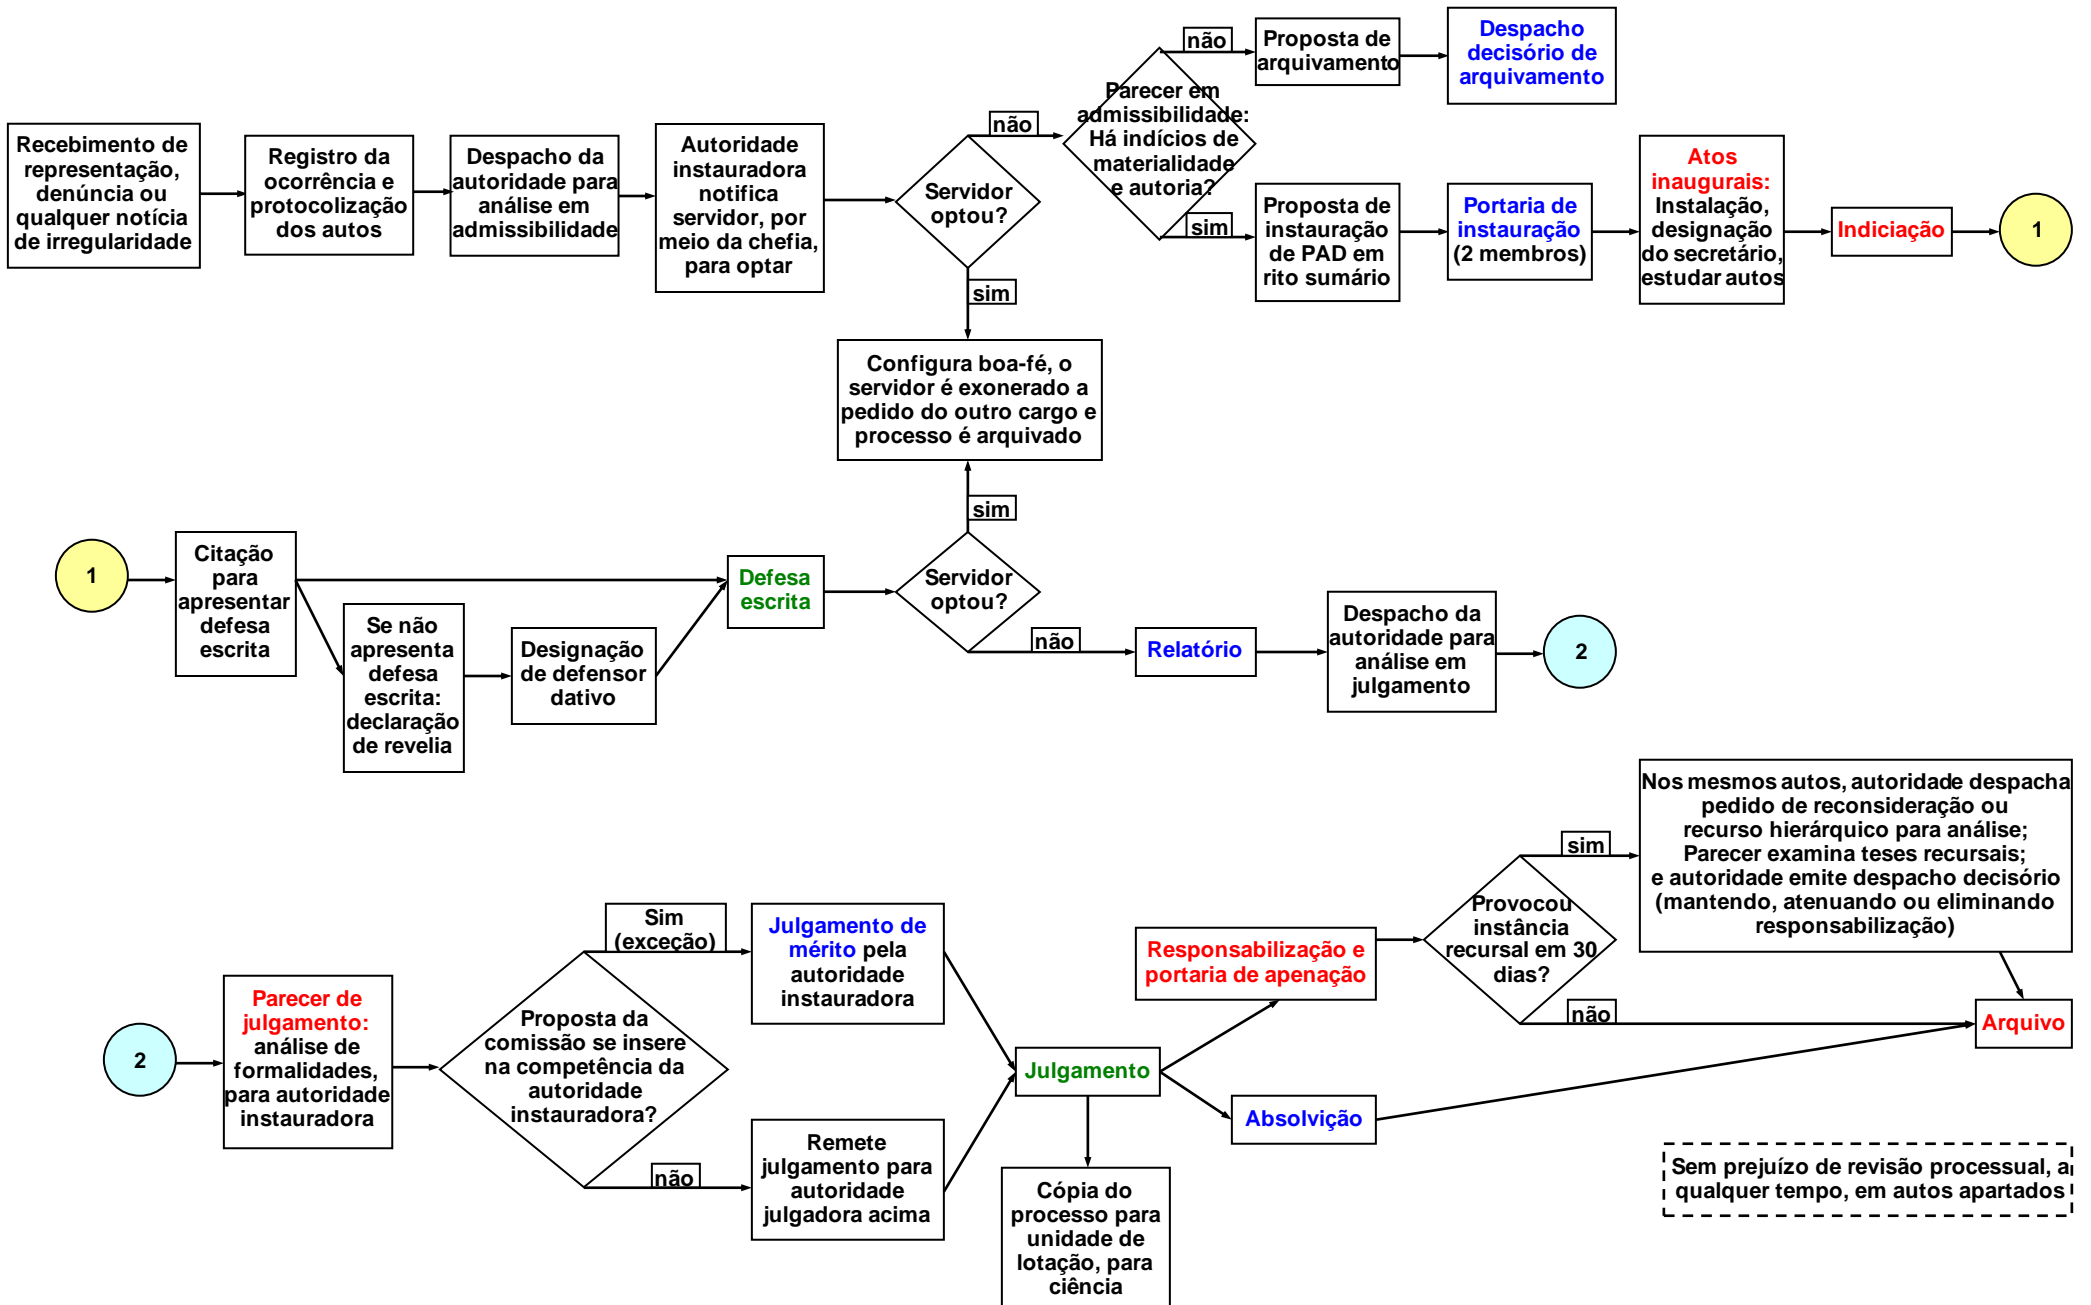 Recebimento de
representação,
denúncia ou
qualquer notícia
de irregularidade
Registro da
ocorrência e
protocolização
dos autos
Despacho da
autoridade para
análise em
admissibilidade
Autoridade
instauradora
notifica
servidor, por
meio da chefia,
para optar
Servidor
optou?
não
sim
Parecer em
admissibilidade:
Há indícios de
materialidade
e autoria?
não
Proposta de
arquivamento
Despacho
decisório de
arquivamento
sim
Proposta de
instauração
de PAD em
rito sumário
Portaria de
instauração
(2 membros)
Atos
inaugurais:
Instalação,
designação
do secretário,
estudar autos
Indiciação
1
Configura boa-fé, o
servidor é exonerado a
pedido do outro cargo e
processo é arquivado
sim
1
Citação
para
apresentar
defesa
escrita
Se não
apresenta
defesa
escrita:
declaração
de revelia
Designação
de defensor
dativo
Defesa
escrita
Servidor
optou?
não
Relatório
Despacho da
autoridade para
análise em
julgamento
2
2
Parecer de
julgamento:
análise de
formalidades,
para autoridade
instauradora
Proposta da
comissão se insere
na competência da
autoridade
instauradora?
Sim
(exceção)
Julgamento de
mérito pela
autoridade
instauradora
não
Remete
julgamento para
autoridade
julgadora acima
Julgamento
Cópia do
processo para
unidade de
lotação, para
ciência
Responsabilização e
portaria de apenação
Absolvição
Provocou
instância
recursal em 30
dias?
sim
Nos mesmos autos, autoridade despacha
pedido de reconsideração ou
recurso hierárquico para análise;
Parecer examina teses recursais;
e autoridade emite despacho decisório
(mantendo, atenuando ou eliminando
responsabilização)
não
Arquivo
Sem prejuízo de revisão processual, a
qualquer tempo, em autos apartados